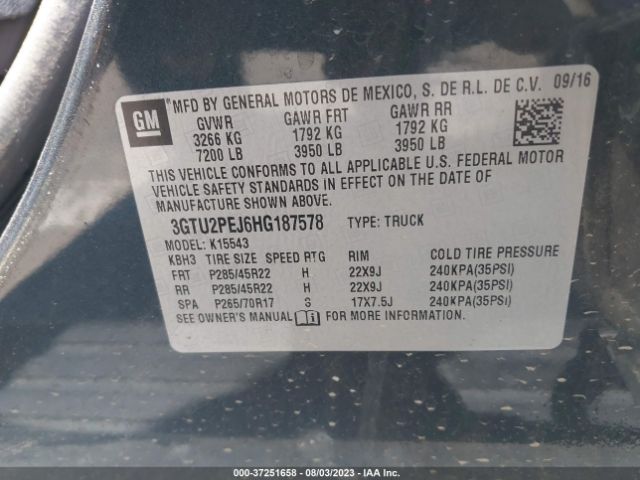 GM
MFD BY GENERAL MOTORS DE MEXICO, S. DE R.L. DE C.V. 09/16
GVWR GAWR FRT GAWR RR
3266 KG 1792 KG 1792 KG
7200 LB 3950 LB 3950 LB
THIS VEHICLE CONFORMS TO ALL APPLICABLE U.S. FEDERAL MOTOR
VEHICLE SAFETY STANDARDS IN EFFECT ON THE DATE OF
MANUFACTURE SHOWN ABOVE.
3GTU2PEJ6HG187578 TYPE: TRUCK
MODEL: K15543
KBH3 TIRE SIZE SPEED RTG RIM COLD TIRE PRESSURE
FRT P285/45R22 H 22X9J 240KPA(35PSI)
RR P285/45R22 H 22X9J 240KPA(35PSI)
SPA P265/70R17 S 17X7.5J 240KPA(35PSI)
SEE OWNER'S MANUAL FOR MORE INFORMATION.
000-37251658 - 08/03/2023 - IAA Inc.